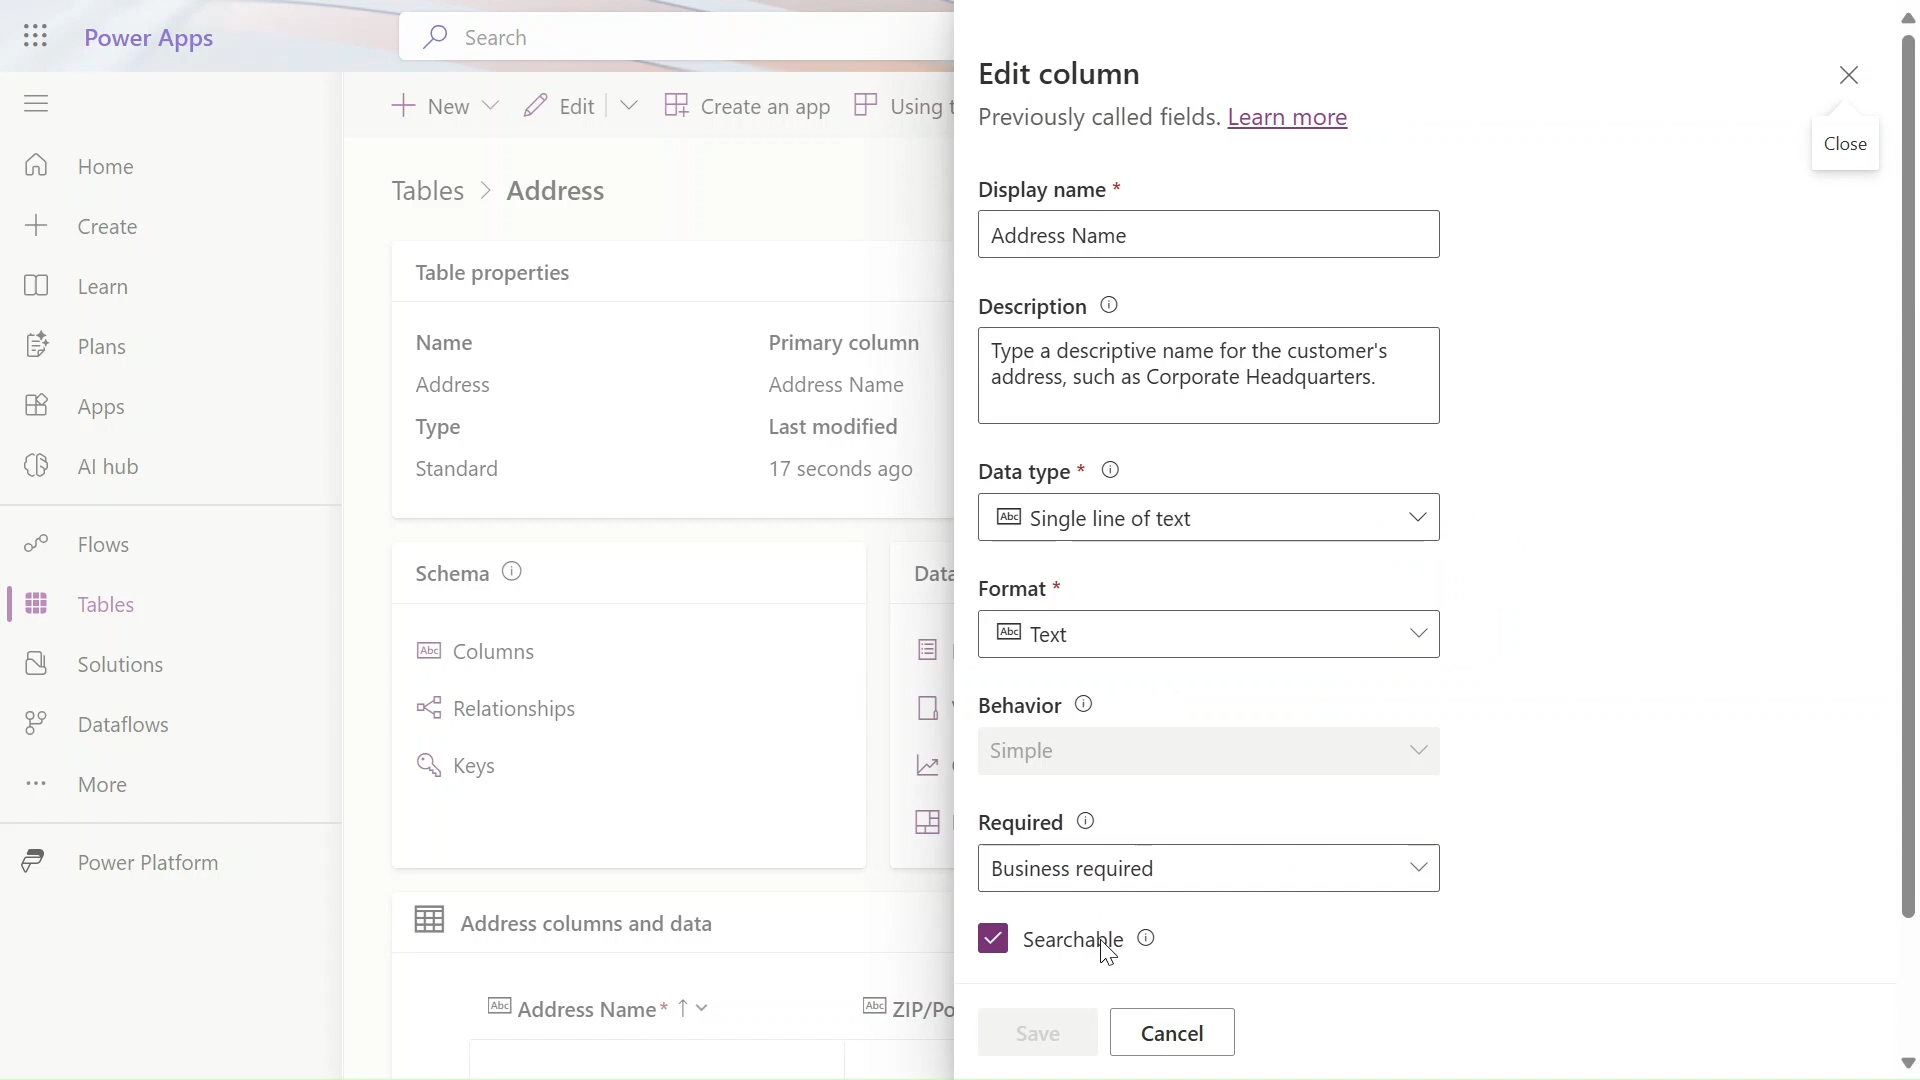 Power Apps
Search
Home
Create
Learn
Plans
Apps
AI hub
Flows
Tables
Solutions
Dataflows
More
Power Platform
New
Edit
Create an app
Using t
Tables > Address
Table properties
Name
Address
Type
Standard
Primary column
Address Name
Last modified
17 seconds ago
Schema
Columns
Relationships
Keys
Data
Address columns and data
Abc Address Name*
Abc ZIP/Po
Edit column
Previously called fields. Learn more
Close
Display name *
Address Name
Description
Type a descriptive name for the customer's
address, such as Corporate Headquarters.
Data type *
Abc Single line of text
Format *
Abc Text
Behavior
Simple
Required
Business required
Searchable
Save
Cancel